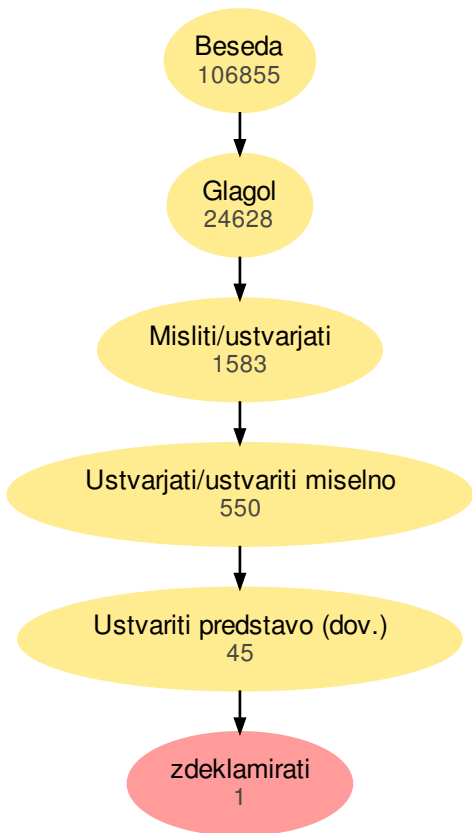 Beseda
106855
Glagol
24628
Misliti/ustvarjati
1583
Ustvarjati/ustvariti miselno
550
Ustvariti predstavo (dov.)
45
zdeklamirati
1